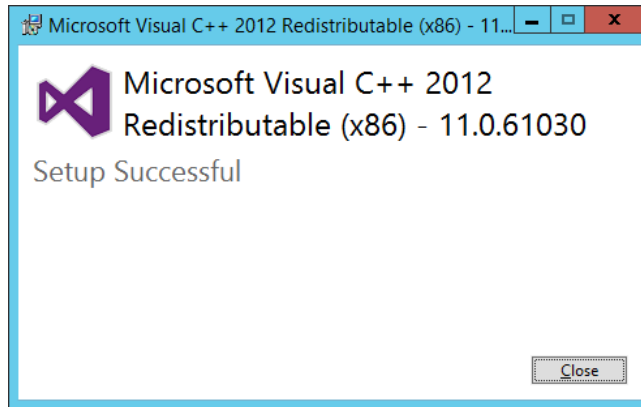 Microsoft Visual C++ 2012 Redistributable (x86) - 11...
Microsoft Visual C++ 2012
Redistributable (x86) - 11.0.61030
Setup Successful
Close